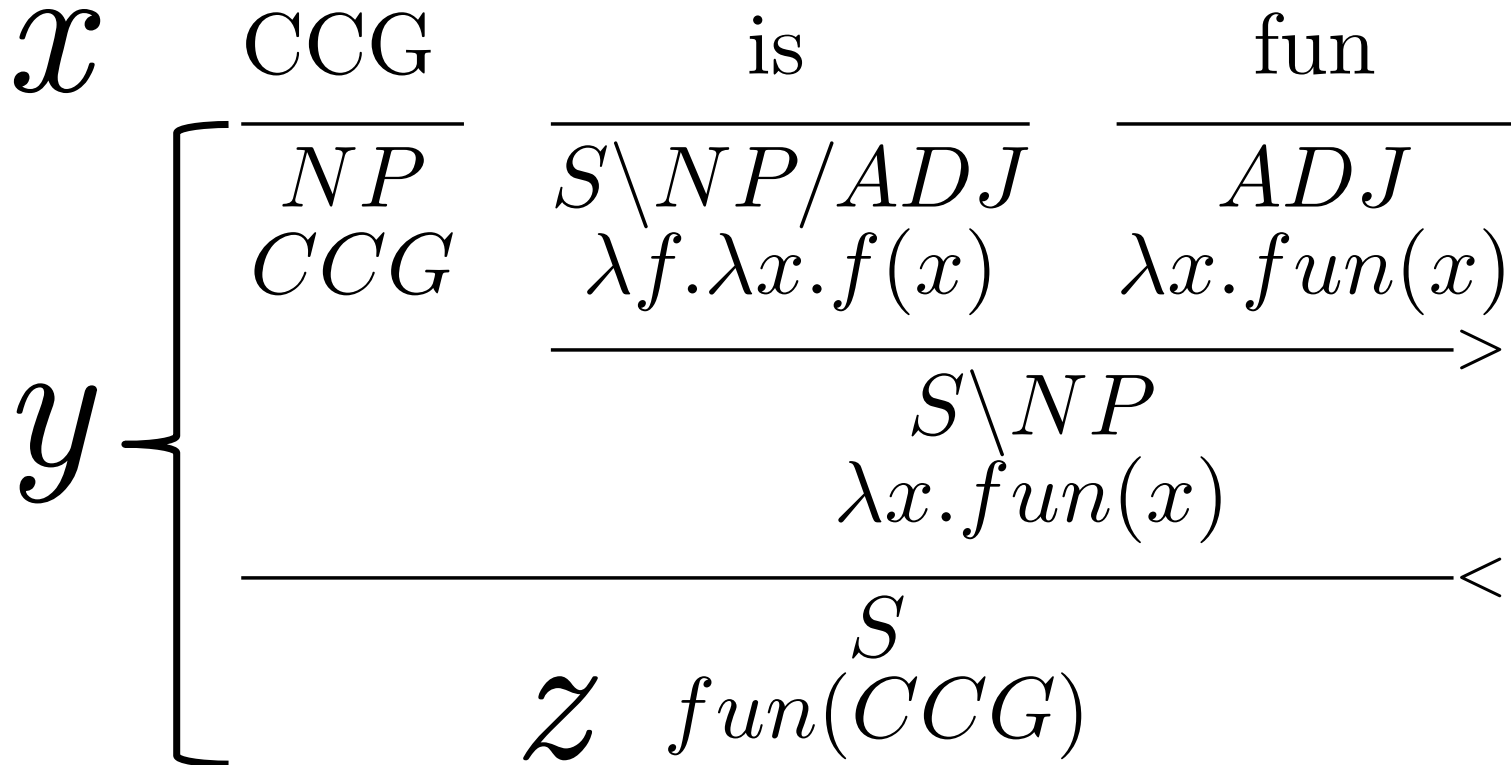 x CCG is fun
NP S\NP/ADJ ADJ
CCG λf.λx.f(x) λx.fun(x)
>
y S\NP
λx.fun(x)
<
S
z fun(CCG)